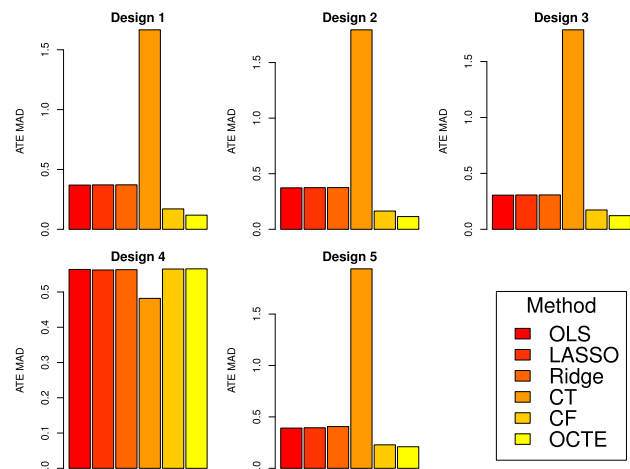 Design 1
Design 2
Design 3
ATE MAD
0.0
0.5
1.0
1.5
ATE MAD
0.0
0.5
1.0
1.5
ATE MAD
0.0
0.5
1.0
1.5
Design 4
Design 5
ATE MAD
0.1
0.2
0.3
0.4
0.5
ATE MAD
0.5
1.0
1.5
Method
OLS
LASSO
Ridge
CT
CF
OCTE